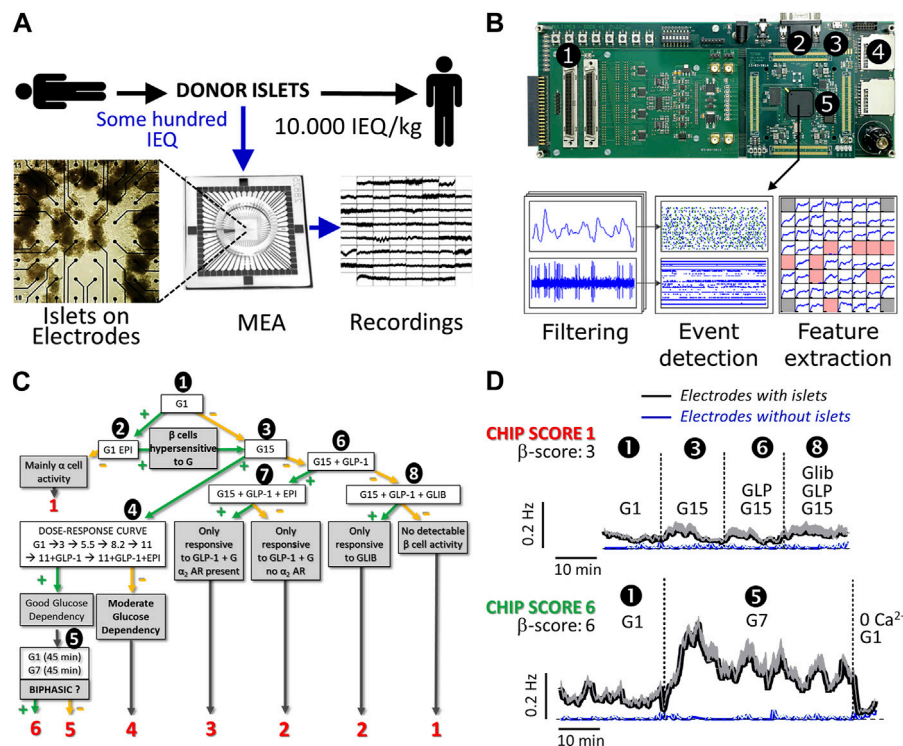 A
DONOR ISLETS
Some hundred
IEQ
10.000 IEQ/kg
Islets on
Electrodes
MEA
Recordings
B
1
2
3
4
5
Filtering
Event
detection
Feature
extraction
C
1
G1
+
–
2
G1 EPI
β cells
hypersensitive
to G
3
G15
6
G15 + GLP-1
–
+
–
+
–
Mainly α cell
activity
1
7
G15 + GLP-1 + EPI
8
G15 + GLP-1 + GLIB
4
DOSE-RESPONSE CURVE
G1 → 3 → 5.5 → 8.2 → 11
→ 11+GLP-1 → 11+GLP-1+EPI
+
–
+
–
+
–
Only
responsive
to GLP-1 + G
α2 AR present
Only
responsive
to GLP-1 + G
no α2 AR
Only
responsive
to GLIB
No detectable
β cell activity
Good Glucose
Dependency
Moderate
Glucose
Dependency
5
G1 (45 min)
G7 (45 min)
BIPHASIC ?
+
–
6
5
4
3
2
2
1
D
Electrodes with islets
Electrodes without islets
CHIP SCORE 1
β-score: 3
1
3
6
8
G1
G15
GLP
G15
Glib
GLP
G15
0.2 Hz
10 min
CHIP SCORE 6
β-score: 6
1
5
G1
G7
0 Ca2-
G1
0.2 Hz
10 min